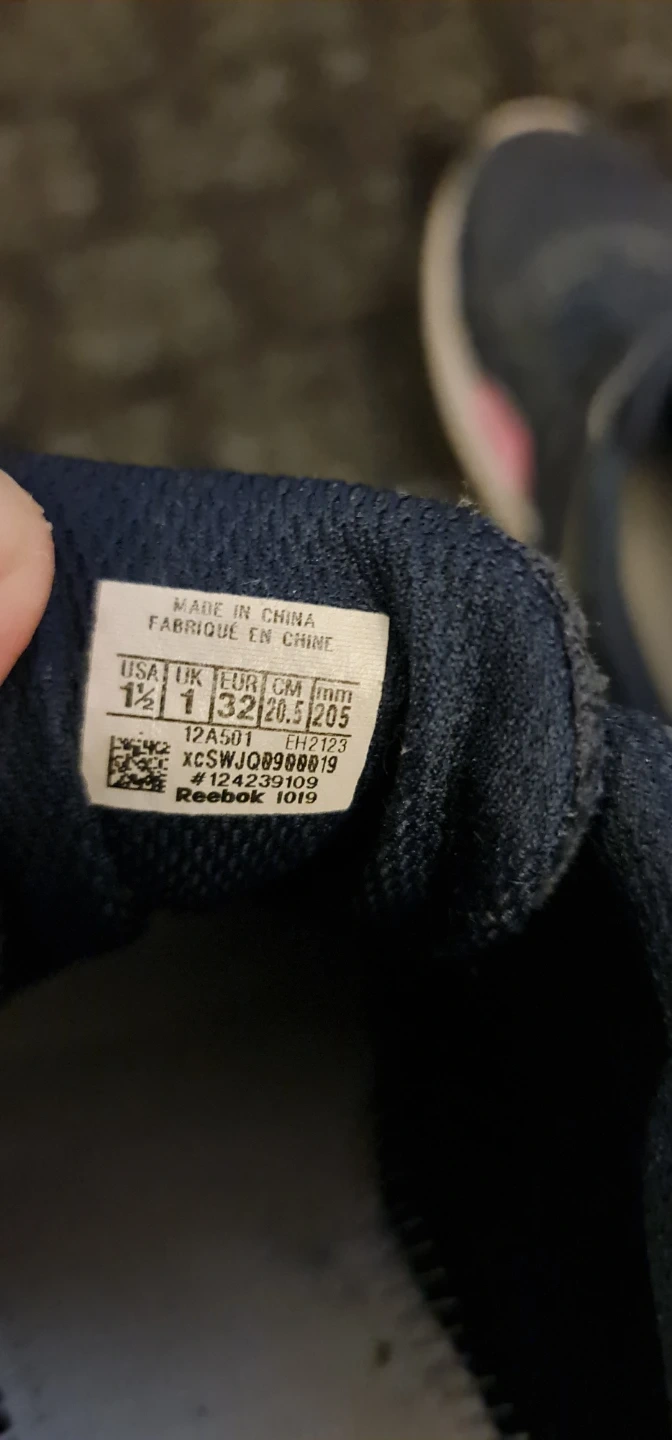 MADE IN CHINA
FABRIQUÉ EN CHINE
USA UK EUR CM mm
1½ 1 32 20.5 205
12A501 EH2123
xcSWJQ0900019
#124239109
Reebok 1019